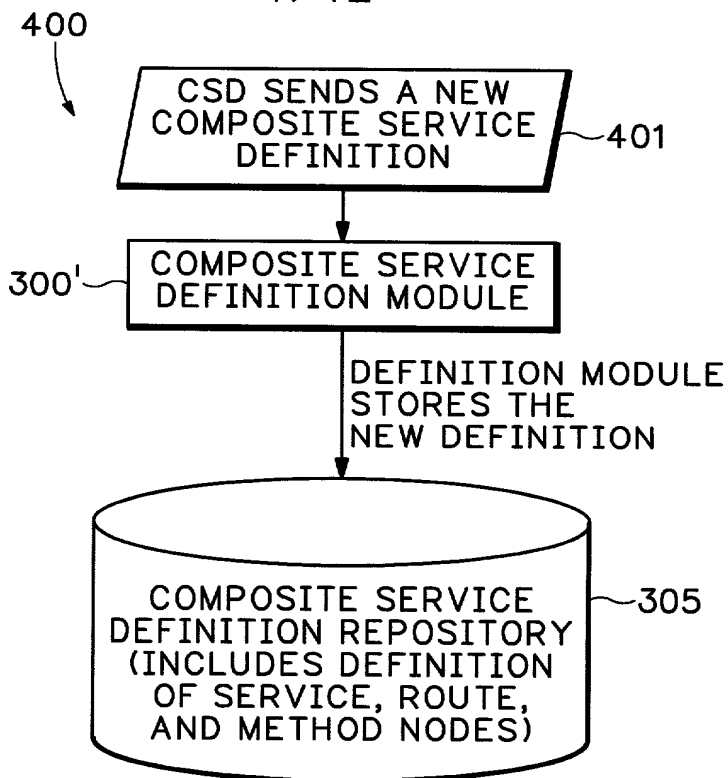 400
CSD SENDS A NEW
COMPOSITE SERVICE
DEFINITION
401
COMPOSITE SERVICE
DEFINITION MODULE
300'
DEFINITION MODULE
STORES THE
NEW DEFINITION
COMPOSITE SERVICE
DEFINITION REPOSITORY
(INCLUDES DEFINITION
OF SERVICE, ROUTE,
AND METHOD NODES)
305